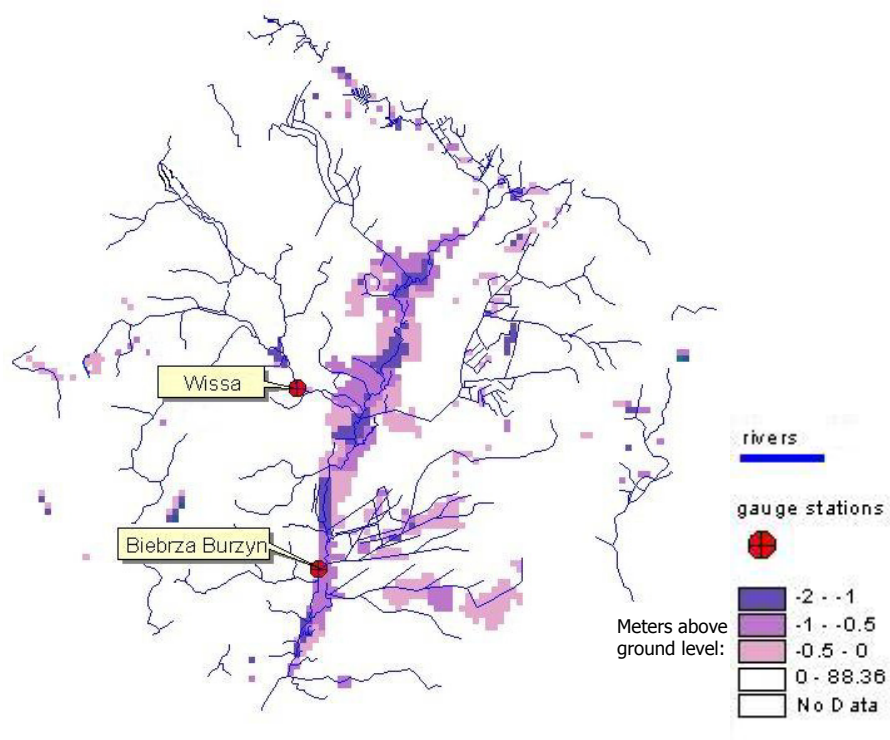 Wissa
Biebrza Burzyn
rivers
gauge stations
Meters above
ground level:
-2 - -1
-1 - -0.5
-0.5 - 0
0 - 88.36
No Data